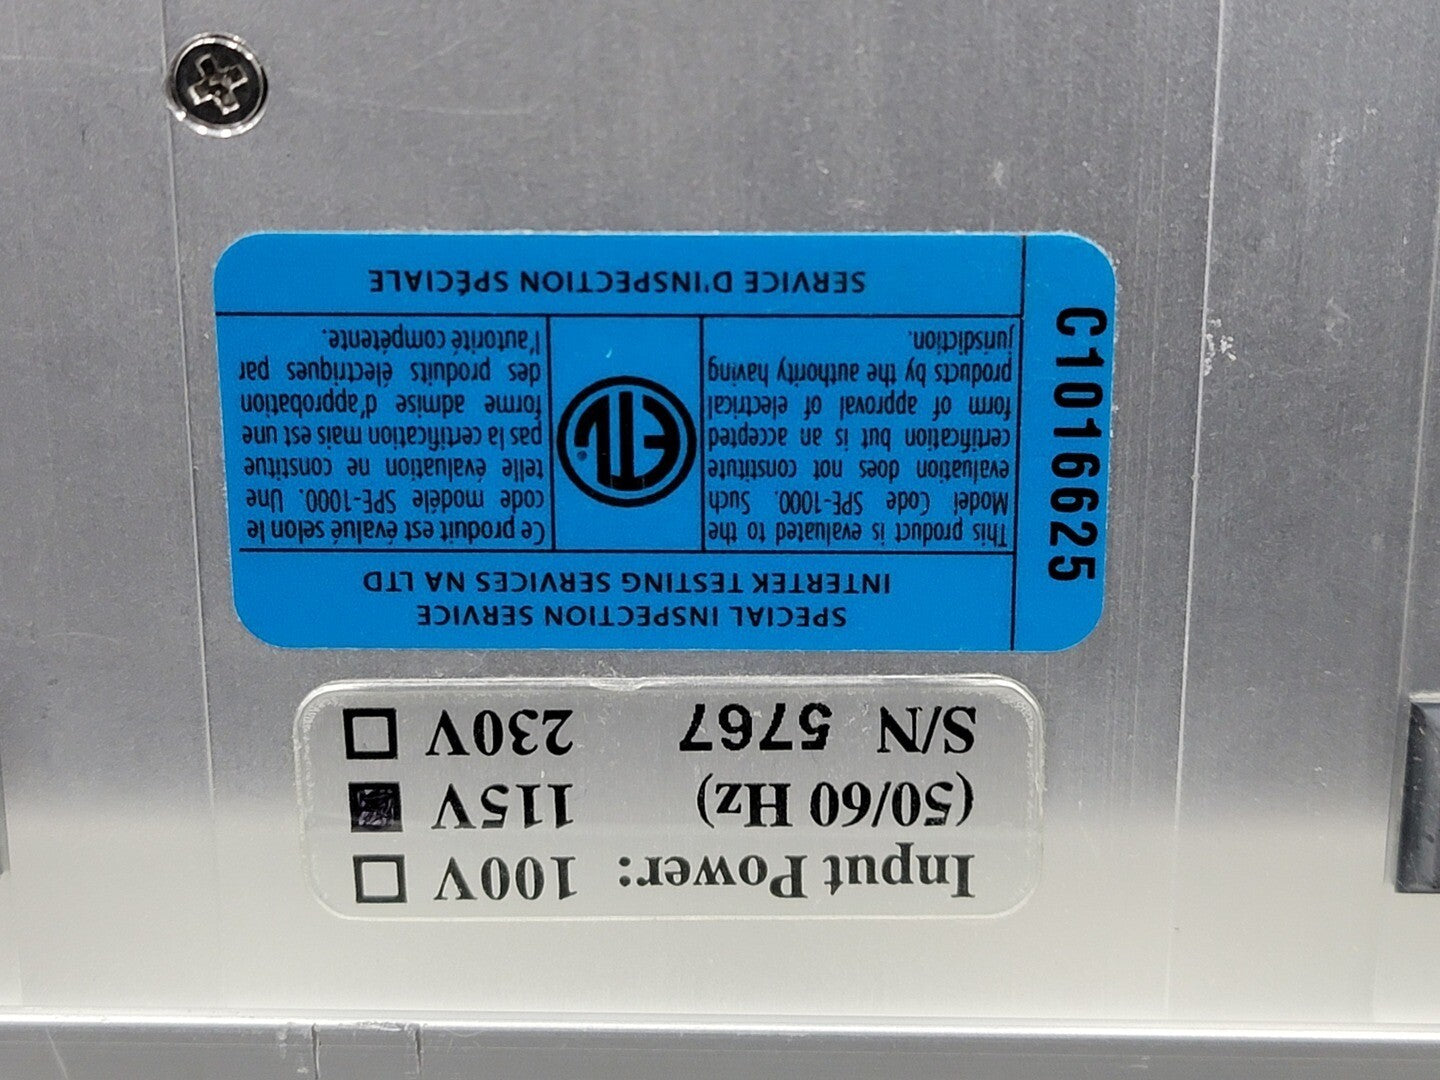 Input Power: 100V
(50/60 Hz) 115V
S/N 5767 230V
SPECIAL INSPECTION SERVICE
INTERTEK TESTING SERVICES NA LTD
This product is evaluated to the
Model Code SPE-1000. Such
evaluation does not constitute
certification but is an accepted
form of approval of electrical
products by the authority having
jurisdiction.
ETL
Ce produit est évalué selon le
code modéle SPE-1000. Une
telle évaluation ne constitue
pas la certification mais est une
forme admise d'approbation
des produits électriques par
l'autorité compétente.
SERVICE D'INSPECTION SPÉCIALE
C1016625